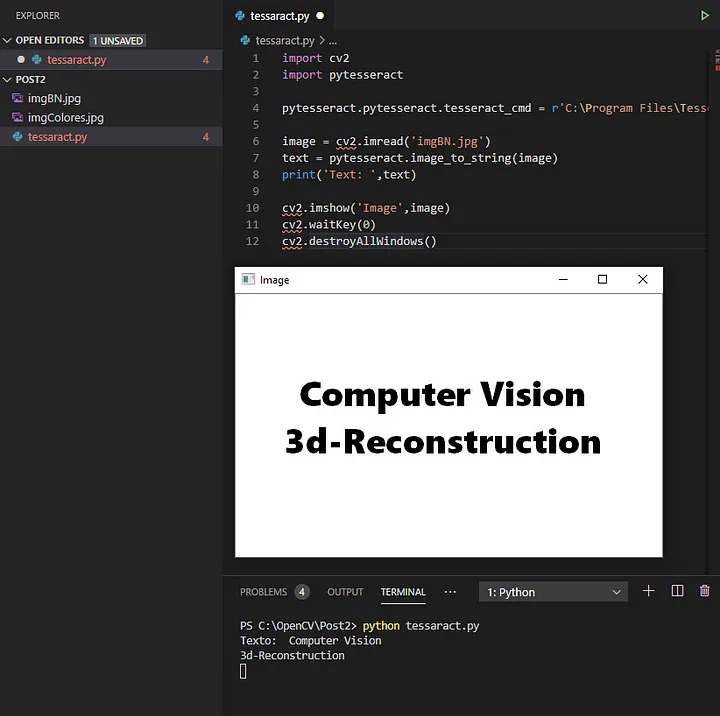 EXPLORER
OPEN EDITORS 1 UNSAVED
tessaract.py 4
POST2
imgBN.jpg
imgColores.jpg
tessaract.py 4
tessaract.py
tessaract.py > ...
1 import cv2
2 import pytesseract
3
4 pytesseract.pytesseract.tesseract_cmd = r'C:\Program Files\Tess
5
6 image = cv2.imread('imgBN.jpg')
7 text = pytesseract.image_to_string(image)
8 print('Text: ',text)
9
10 cv2.imshow('Image',image)
11 cv2.waitKey(0)
12 cv2.destroyAllWindows()
Image
Computer Vision
3d-Reconstruction
PROBLEMS 4 OUTPUT TERMINAL ... 1: Python
PS C:\OpenCV\Post2> python tessaract.py
Texto:  Computer Vision
3d-Reconstruction